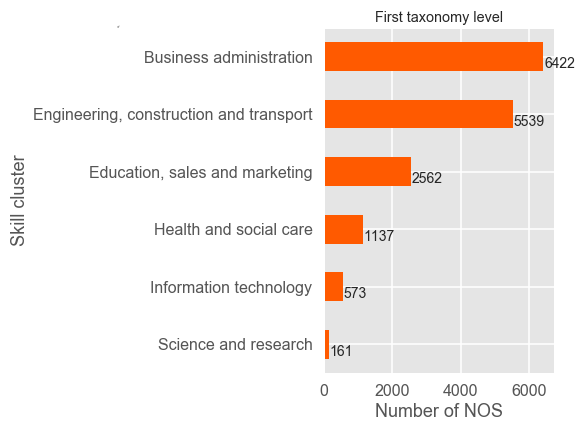 First taxonomy level
Business administration
6422
Engineering, construction and transport
5539
Education, sales and marketing
2562
Health and social care
1137
Information technology
573
Science and research
161
Skill cluster
0 2000 4000 6000
Number of NOS